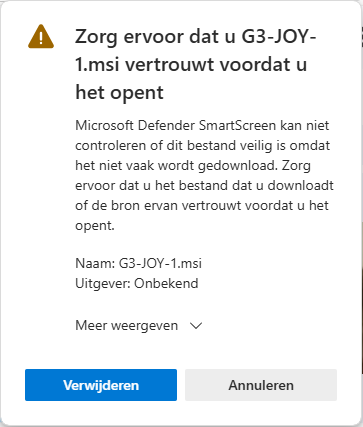 Zorg ervoor dat u G3-JOY-
1.msi vertrouwt voordat u
het opent
Microsoft Defender SmartScreen kan niet
controleren of dit bestand veilig is omdat
het niet vaak wordt gedownload. Zorg
ervoor dat u het bestand dat u downloadt
of de bron ervan vertrouwt voordat u het
opent.
Naam: G3-JOY-1.msi
Uitgever: Onbekend
Meer weergeven
Verwijderen
Annuleren